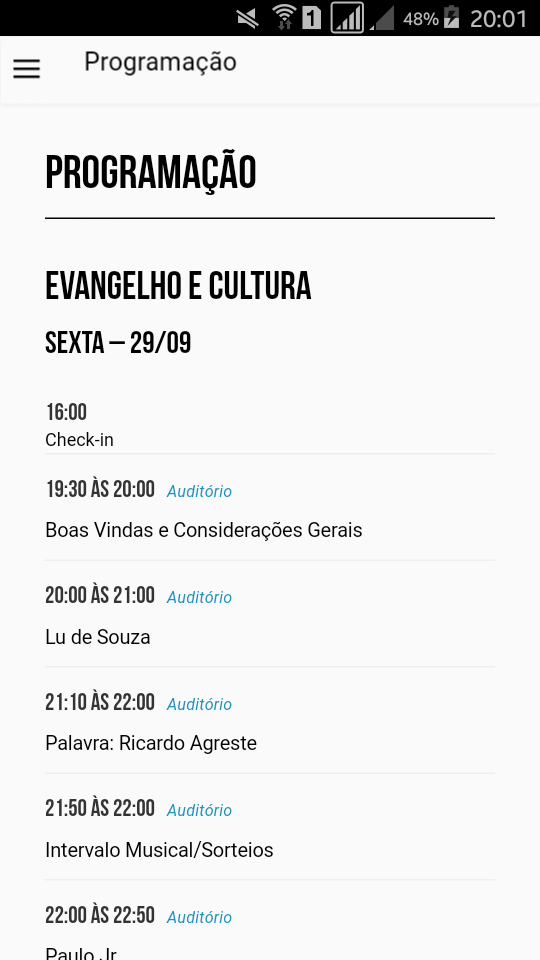 48% 20:01
Programação
PROGRAMAÇÃO
EVANGELHO E CULTURA
SEXTA – 29/09
16:00
Check-in
19:30 ÀS 20:00 Auditório
Boas Vindas e Considerações Gerais
20:00 ÀS 21:00 Auditório
Lu de Souza
21:10 ÀS 22:00 Auditório
Palavra: Ricardo Agreste
21:50 ÀS 22:00 Auditório
Intervalo Musical/Sorteios
22:00 ÀS 22:50 Auditório
Paulo Jr